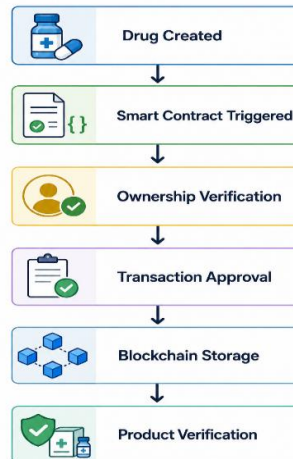 Drug Created
Smart Contract Triggered
{}
Ownership Verification
Transaction Approval
Blockchain Storage
Product Verification